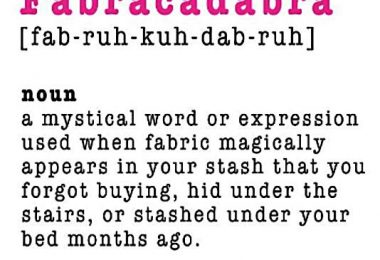 Fabracadabra
[fab-ruh-kuh-dab-ruh]
noun
a mystical word or expression
used when fabric magically
appears in your stash that you
forgot buying, hid under the
stairs, or stashed under your
bed months ago.